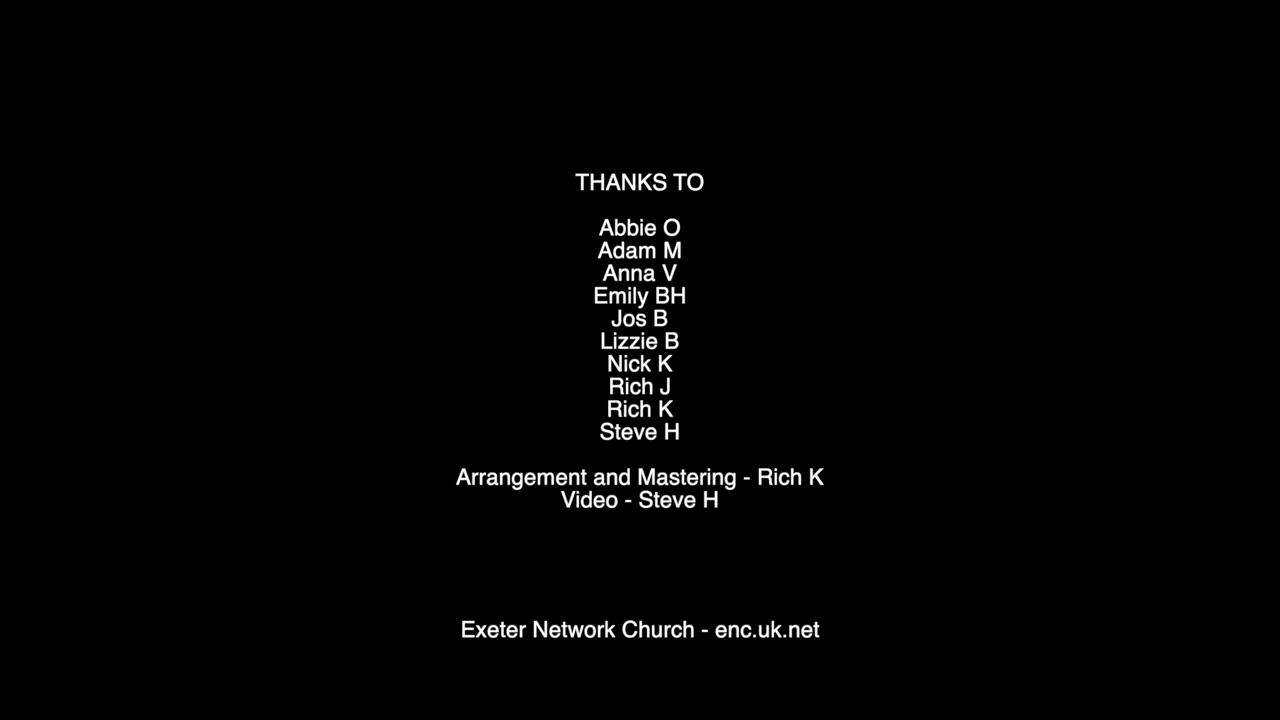 THANKS TO
Abbie O
Adam M
Anna V
Emily BH
Jos B
Lizzie B
Nick K
Rich J
Rich K
Steve H
Arrangement and Mastering - Rich K
Video - Steve H
Exeter Network Church - enc.uk.net